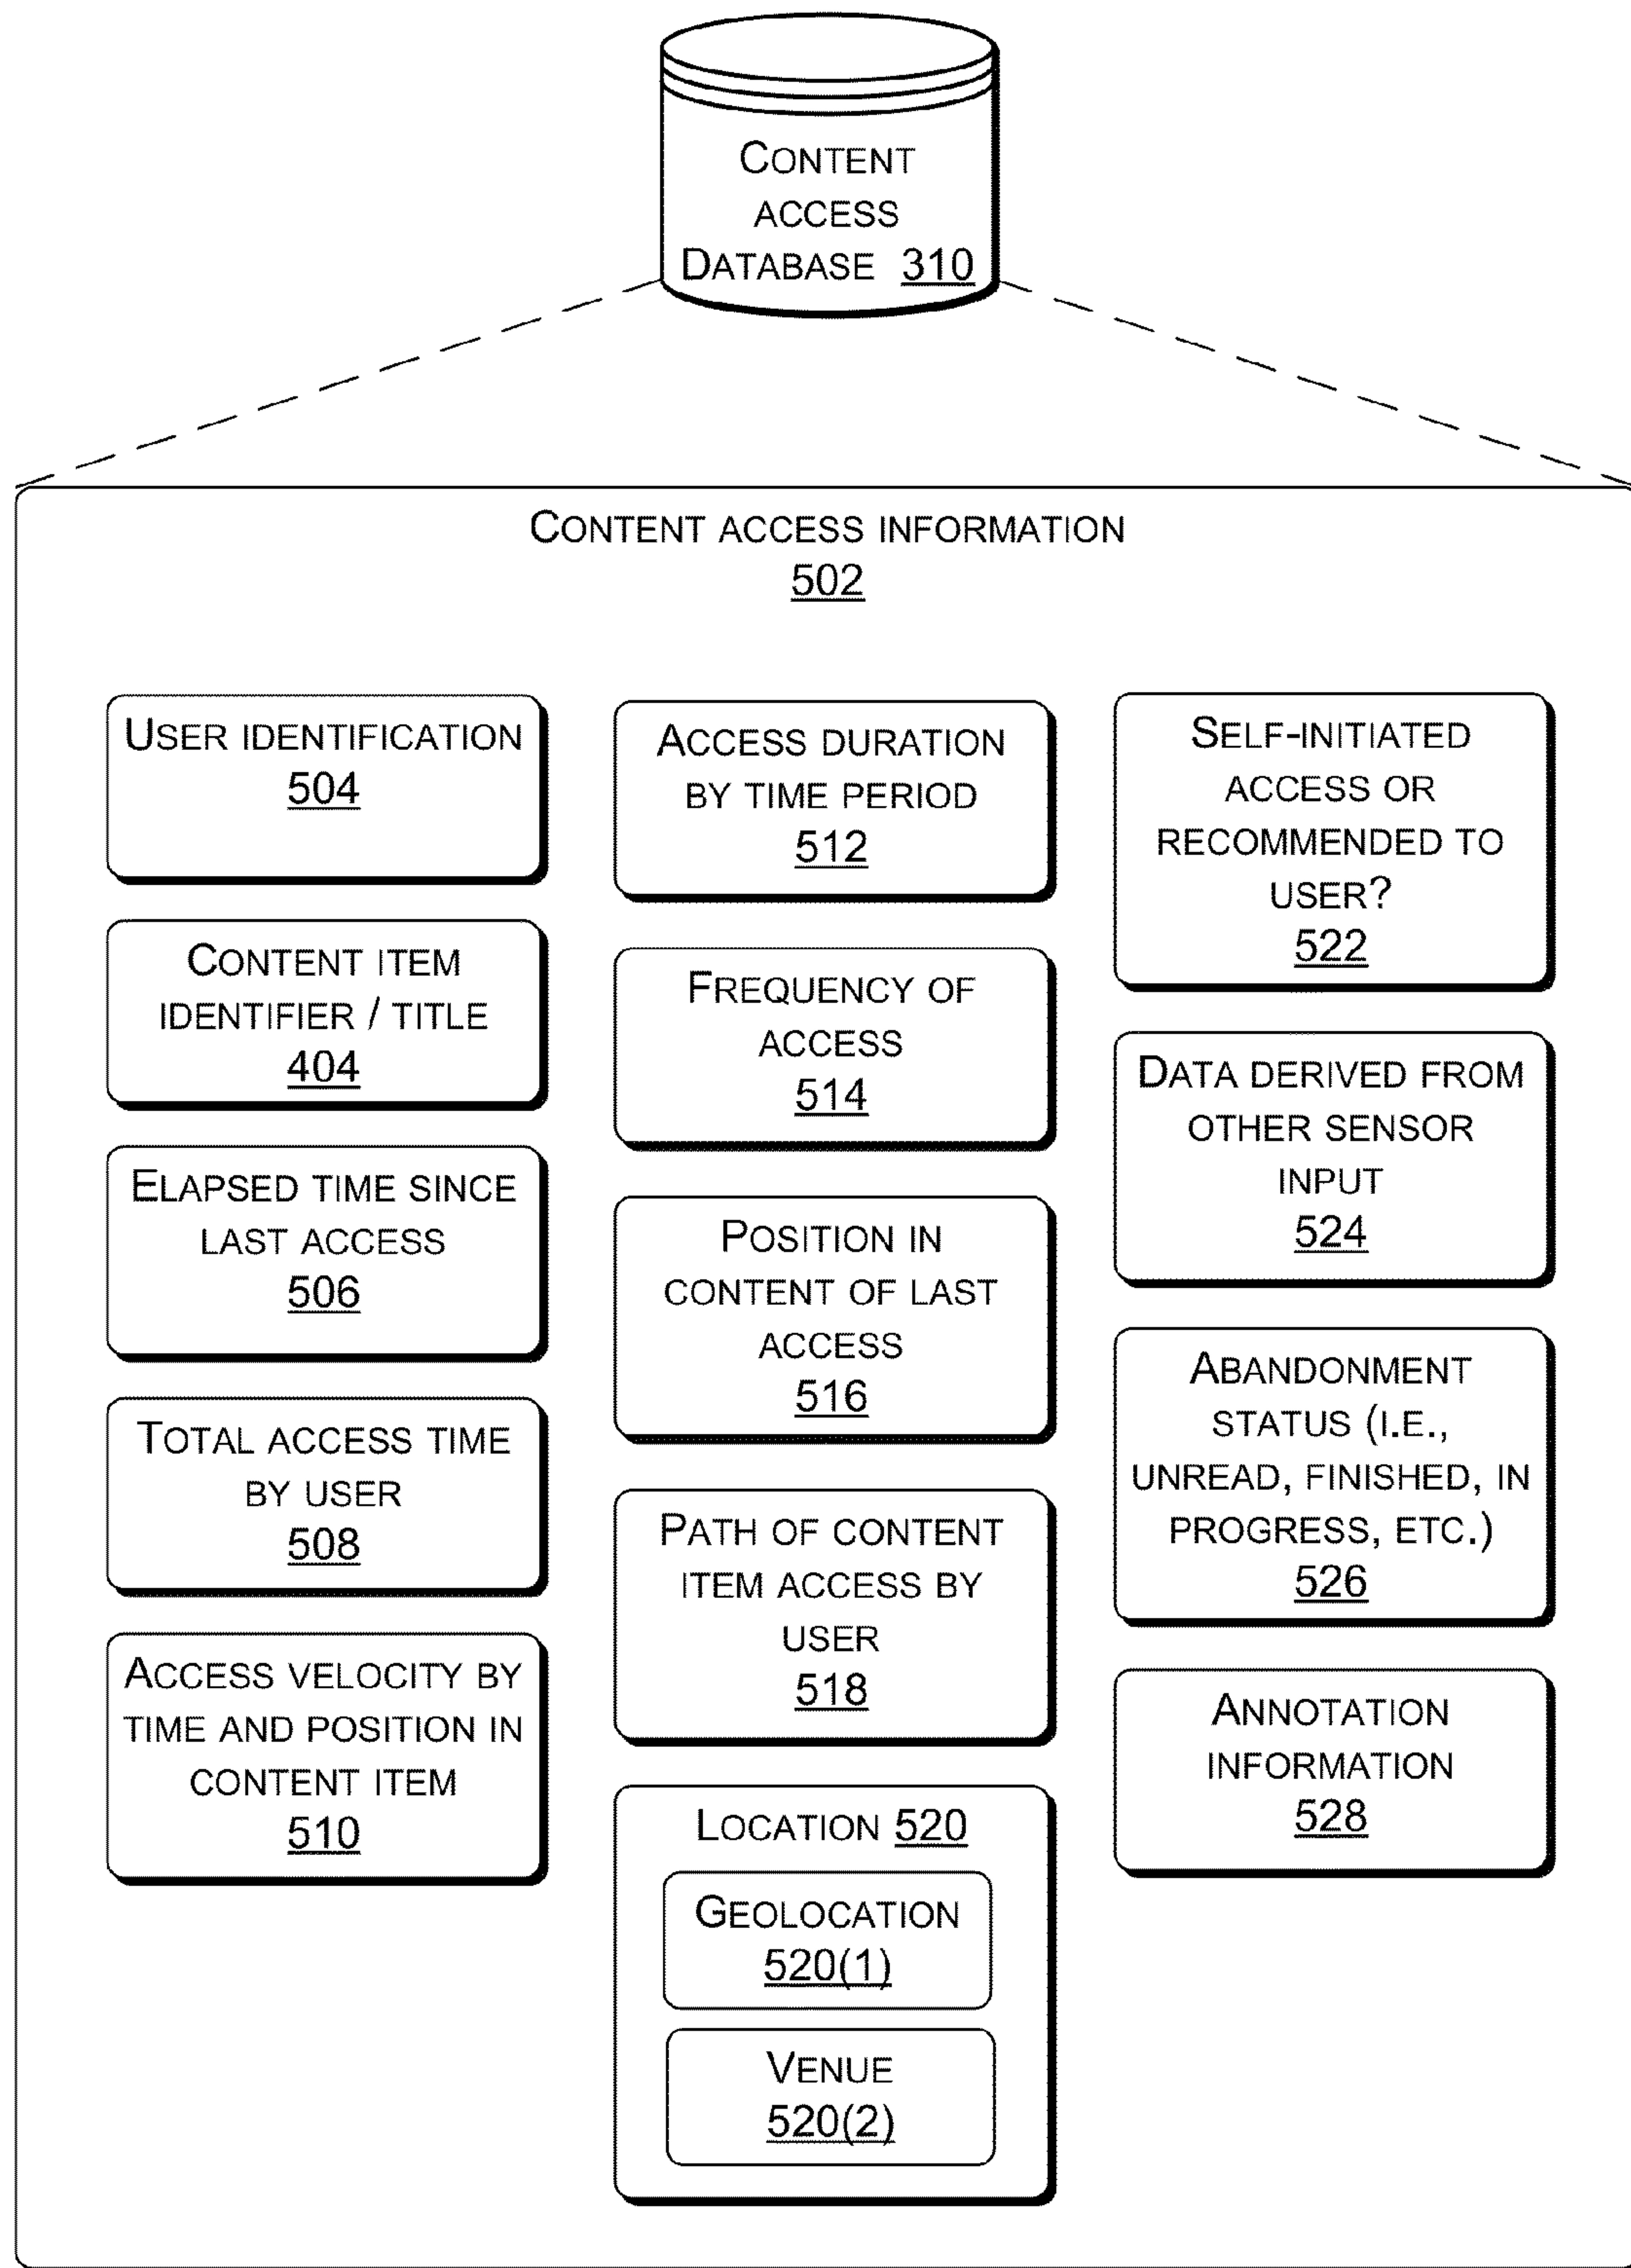 CONTENT
ACCESS
DATABASE 310
CONTENT ACCESS INFORMATION
502
USER IDENTIFICATION
504
CONTENT ITEM
IDENTIFIER / TITLE
404
ELAPSED TIME SINCE
LAST ACCESS
506
TOTAL ACCESS TIME
BY USER
508
ACCESS VELOCITY BY
TIME AND POSITION IN
CONTENT ITEM
510
ACCESS DURATION
BY TIME PERIOD
512
FREQUENCY OF
ACCESS
514
POSITION IN
CONTENT OF LAST
ACCESS
516
PATH OF CONTENT
ITEM ACCESS BY
USER
518
LOCATION 520
GEOLOCATION
520(1)
VENUE
520(2)
SELF-INITIATED
ACCESS OR
RECOMMENDED TO
USER?
522
DATA DERIVED FROM
OTHER SENSOR
INPUT
524
ABANDONMENT
STATUS (I.E.,
UNREAD, FINISHED, IN
PROGRESS, ETC.)
526
ANNOTATION
INFORMATION
528